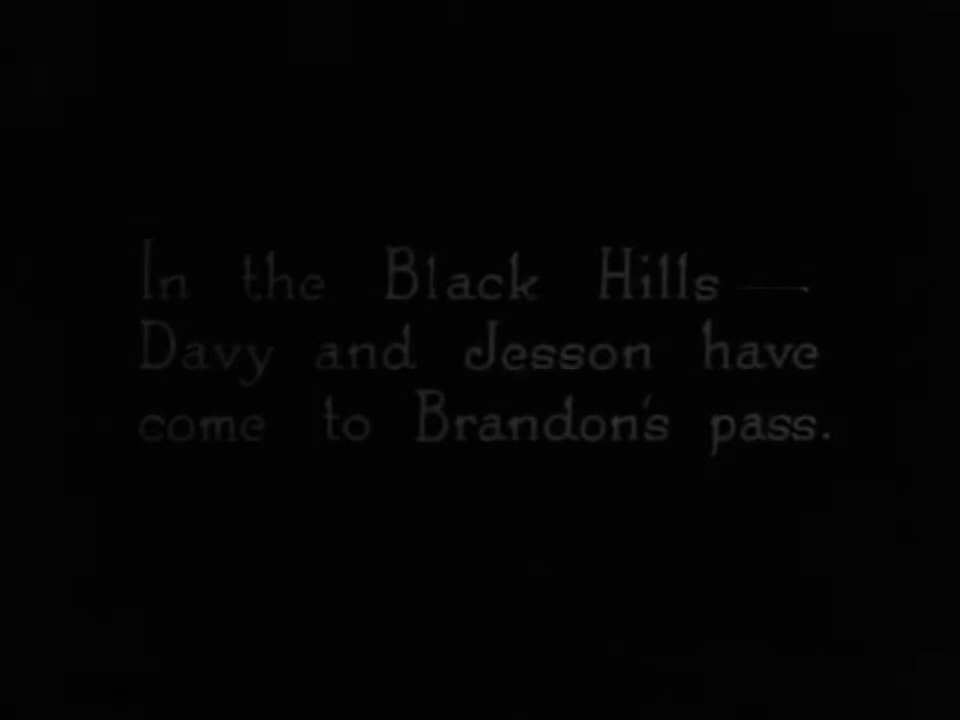 In the Black Hills —
Davy and Jesson have
come to Brandon's pass.